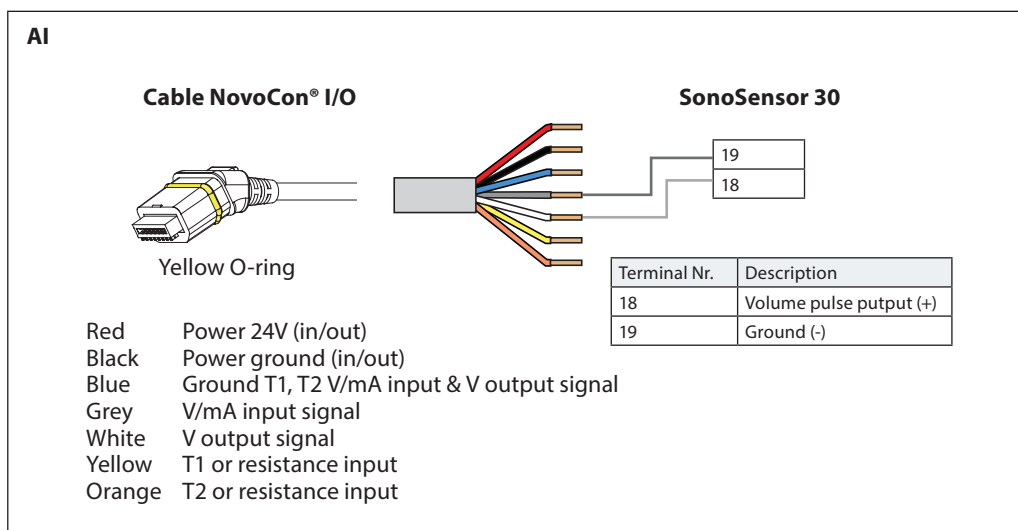 AI
Cable NovoCon® I/O
SonoSensor 30
19
18
Yellow O-ring
Terminal Nr. Description
18 Volume pulse putput (+)
19 Ground (-)
Red Power 24V (in/out)
Black Power ground (in/out)
Blue Ground T1, T2 V/mA input & V output signal
Grey V/mA input signal
White V output signal
Yellow T1 or resistance input
Orange T2 or resistance input